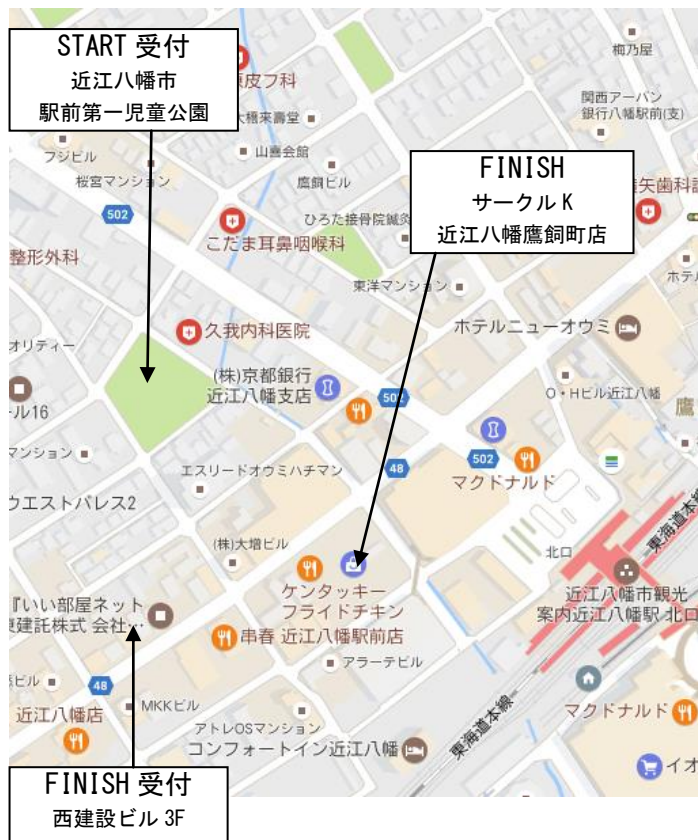 START 受付
近江八幡市
駅前第一児童公園
皮フ科
大橋來壽堂
山喜会館
フジビル
桜宮マンション
鷹飼ビル
梅乃屋
関西アーバン
銀行八幡駅前(支)
FINISH
サークルK
近江八幡鷹飼町店
矢歯科
502
ひろた接骨院鍼灸
こだま耳鼻咽喉科
整形外科
東洋マンション
ホテル
久我内科医院
ホテルニューオウミ
オリティー
(株)京都銀行
近江八幡支店
O・Hビル近江八幡
ール16
502
鷹
マンション
エスリードオウミハチマン
48
502
マクドナルド
ウエストパレス2
(株)大増ビル
北口
東海道本線
ケンタッキー
フライドチキン
近江八幡駅前店
近江八幡市観光
案内近江八幡駅 北口
『いい部屋ネット
東建託株式 会社…
串春
アラーテビル
ビル
48
MKKビル
近江八幡店
アトレOSマンション
コンフォートイン近江八幡
東海道本線
マクドナルド
イオ
FINISH 受付
西建設ビル 3F